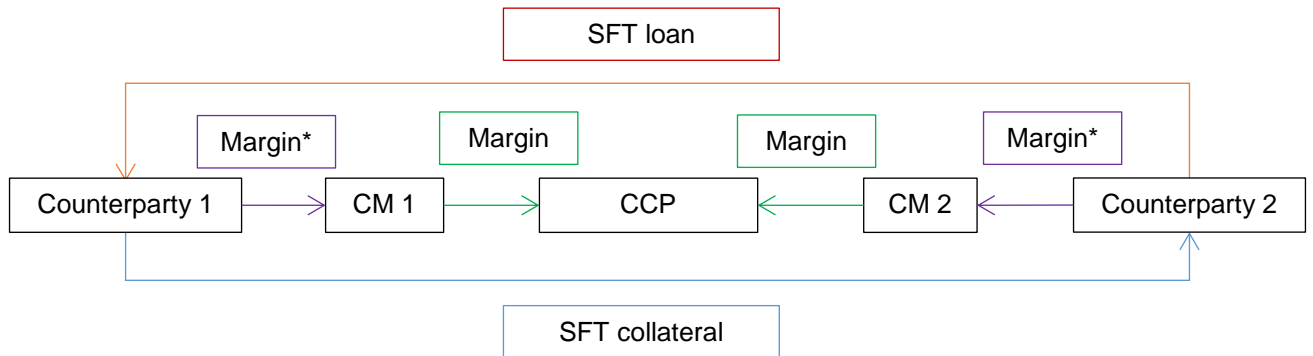 SFT loan
Margin*
Margin
Margin
Margin*
Counterparty 1
CM 1
CCP
CM 2
Counterparty 2
SFT collateral